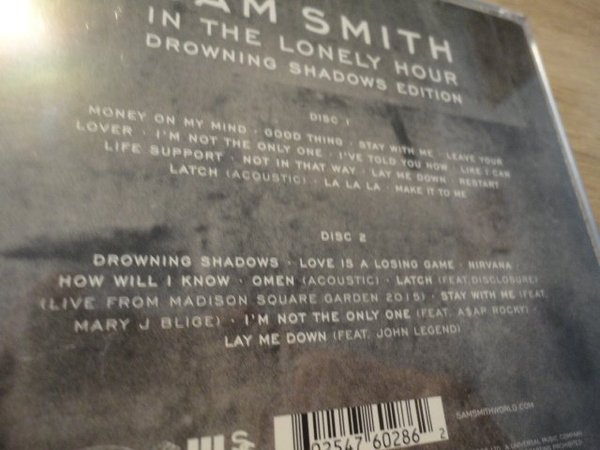 AM SMITH
IN THE LONELY HOUR
DROWNING SHADOWS EDITION
DISC 1
MONEY ON MY MIND · GOOD THING · STAY WITH ME · LEAVE YOUR
LOVER · I'M NOT THE ONLY ONE · I'VE TOLD YOU NOW · LIKE I CAN
LIFE SUPPORT · NOT IN THAT WAY · LAY ME DOWN · RESTART
LATCH (ACOUSTIC) · LA LA LA · MAKE IT TO ME
DISC 2
DROWNING SHADOWS · LOVE IS A LOSING GAME · NIRVANA ·
HOW WILL I KNOW · OMEN (ACOUSTIC) · LATCH (FEAT. DISCLOSURE)
(LIVE FROM MADISON SQUARE GARDEN 2015) · STAY WITH ME (FEAT.
MARY J BLIGE) · I'M NOT THE ONLY ONE (FEAT. A$AP ROCKY) ·
LAY ME DOWN (FEAT. JOHN LEGEND)
SAMSMITHWORLD.COM
02547 60286 2